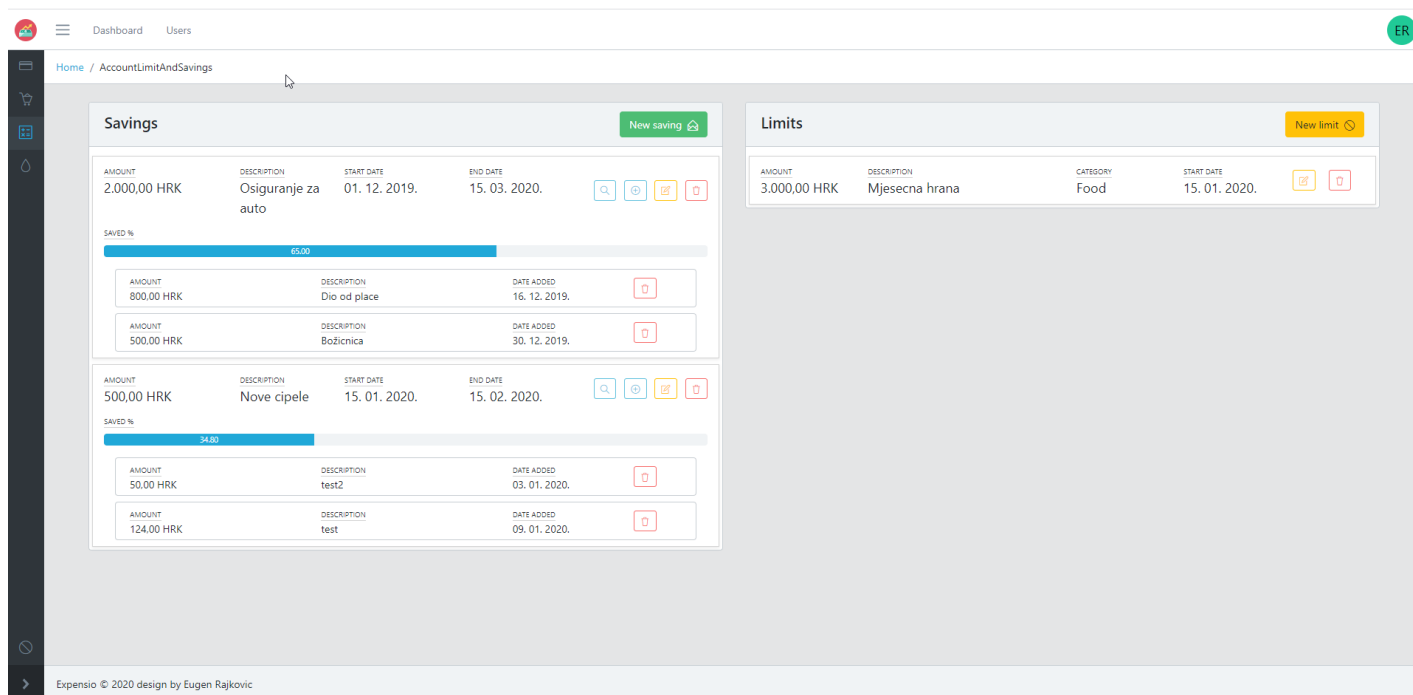 Dashboard Users ER
Home / AccountLimitAndSavings
Savings New saving
AMOUNT DESCRIPTION START DATE END DATE
2.000,00 HRK Osiguranje za 01. 12. 2019. 15. 03. 2020.
auto
SAVED %
65.00
AMOUNT DESCRIPTION DATE ADDED
800,00 HRK Dio od place 16. 12. 2019.
AMOUNT DESCRIPTION DATE ADDED
500,00 HRK Božicnica 30. 12. 2019.
AMOUNT DESCRIPTION START DATE END DATE
500,00 HRK Nove cipele 15. 01. 2020. 15. 02. 2020.
SAVED %
34.80
AMOUNT DESCRIPTION DATE ADDED
50,00 HRK test2 03. 01. 2020.
AMOUNT DESCRIPTION DATE ADDED
124,00 HRK test 09. 01. 2020.
Limits New limit
AMOUNT DESCRIPTION CATEGORY START DATE
3.000,00 HRK Mjesecna hrana Food 15. 01. 2020.
Expensio © 2020 design by Eugen Rajkovic